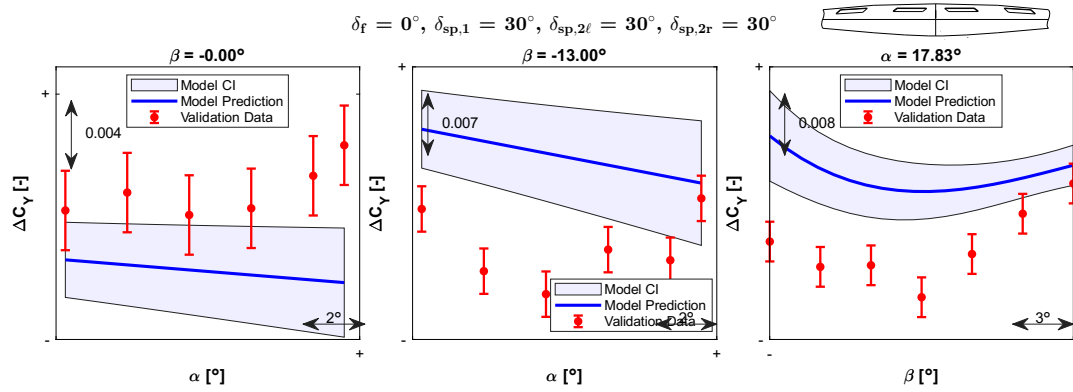 δf = 0°, δsp,1 = 30°, δsp,2ℓ = 30°, δsp,2r = 30°
β = -0.00°
Model CI
Model Prediction
Validation Data
0.004
2°
ΔCY [-]
+
-
+
α [°]
β = -13.00°
0.007
Model CI
Model Prediction
Validation Data
2°
ΔCY [-]
+
-
+
α [°]
α = 17.83°
Model CI
Model Prediction
Validation Data
0.008
3°
ΔCY [-]
+
-
-
+
β [°]